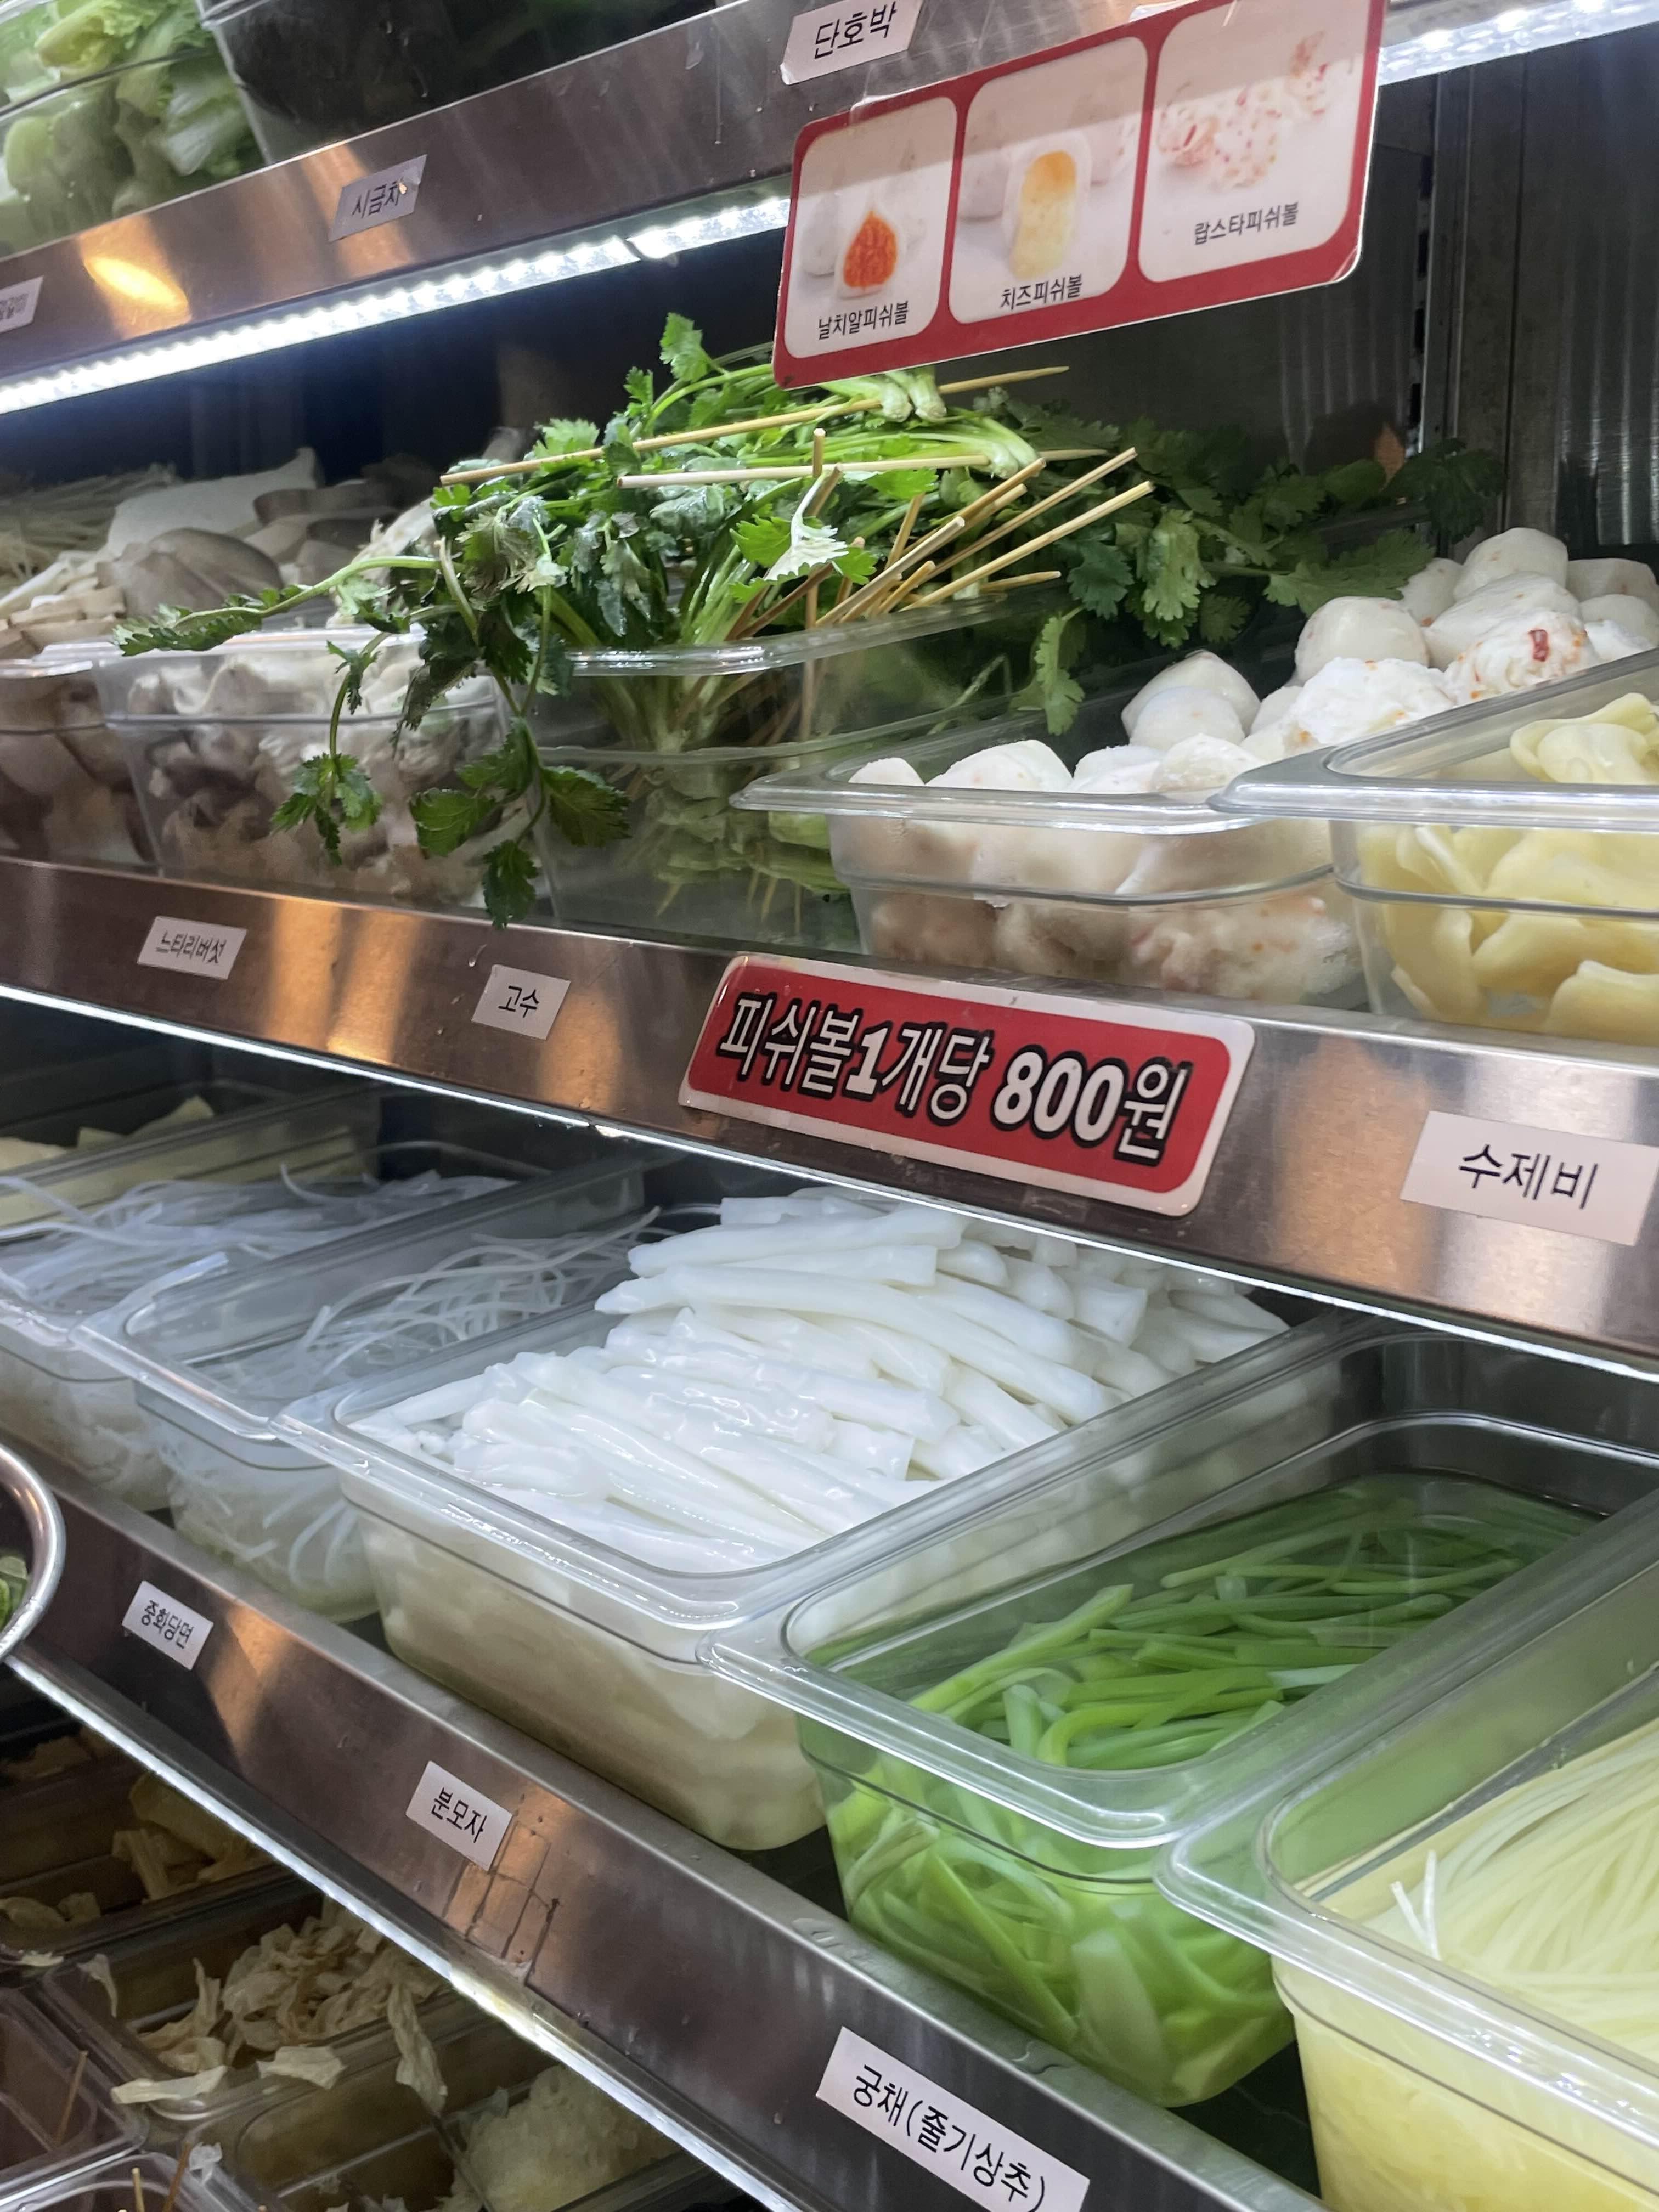 단호박
시금치
날치알피쉬볼
치즈피쉬볼
랍스타피쉬볼
느타리버섯
고수
피쉬볼1개당 800원
수제비
중화당면
분모자
궁채(줄기상추)